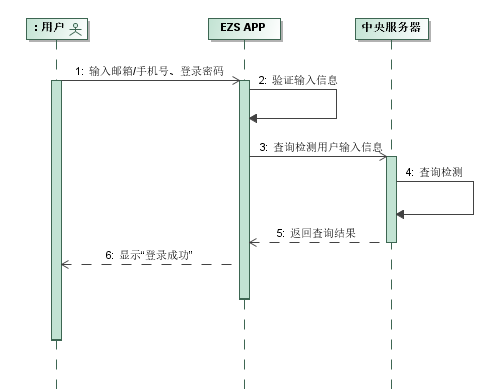 : 用户
EZS APP
中央服务器
1: 输入邮箱/手机号、登录密码
2: 验证输入信息
3: 查询检测用户输入信息
4: 查询检测
5: 返回查询结果
6: 显示“登录成功”